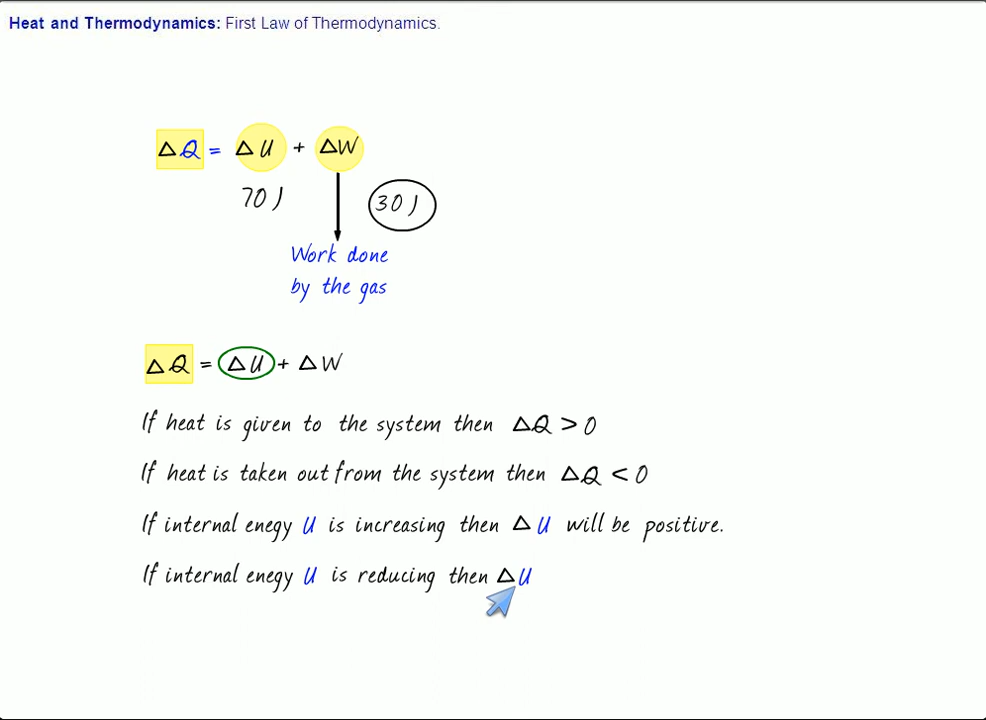 Heat and Thermodynamics: First Law of Thermodynamics.
ΔQ = ΔU + ΔW
70 J
30 J
Work done
by the gas
ΔQ = ΔU + ΔW
If heat is given to the system then ΔQ > 0
If heat is taken out from the system then ΔQ < 0
If internal enegy U is increasing then ΔU will be positive.
If internal enegy U is reducing then ΔU